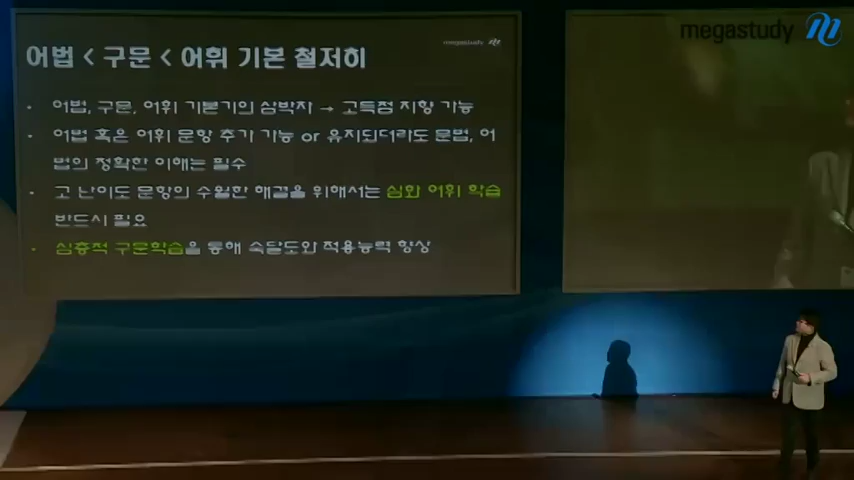 megastudy
megastudy
어법 < 구문 < 어휘 기본 철저히
• 어법, 구문, 어휘 기본기의 삼박자 → 고득점 지향 가능
• 어법 혹은 어휘 문항 추가 가능 or 유지되더라도 문법, 어
법의 정확한 이해는 필수
• 고 난이도 문항의 수월한 해결을 위해서는 심화 어휘 학습
반드시 필요
• 심층적 구문학습을 통해 숙달도와 적용능력 향상